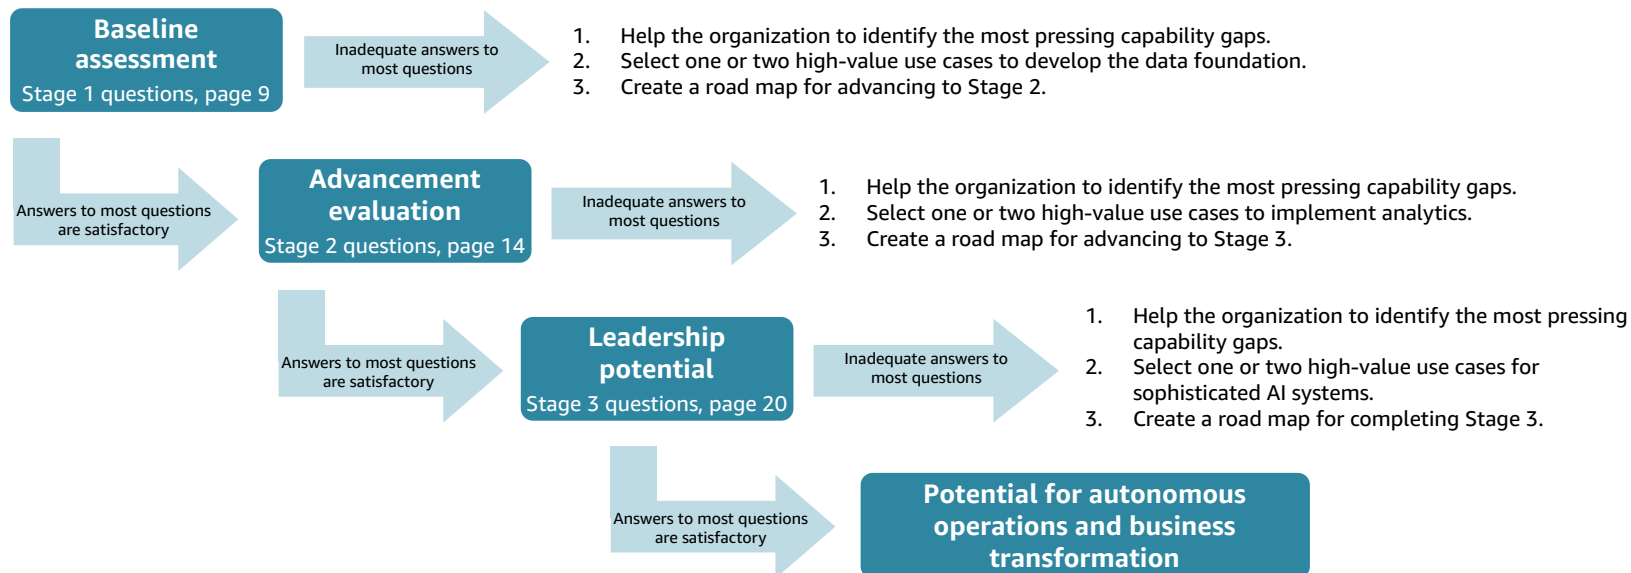 Baseline
assessment
Stage 1 questions, page 9
Inadequate answers to
most questions
1. Help the organization to identify the most pressing capability gaps.
2. Select one or two high-value use cases to develop the data foundation.
3. Create a road map for advancing to Stage 2.
Answers to most questions
are satisfactory
Advancement
evaluation
Stage 2 questions, page 14
Inadequate answers to
most questions
1. Help the organization to identify the most pressing capability gaps.
2. Select one or two high-value use cases to implement analytics.
3. Create a road map for advancing to Stage 3.
Answers to most questions
are satisfactory
Leadership
potential
Stage 3 questions, page 20
Inadequate answers to
most questions
1. Help the organization to identify the most pressing
capability gaps.
2. Select one or two high-value use cases for
sophisticated AI systems.
3. Create a road map for completing Stage 3.
Answers to most questions
are satisfactory
Potential for autonomous
operations and business
transformation